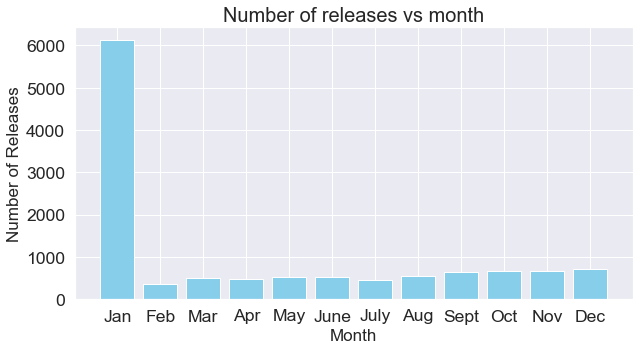 Number of releases vs month
Number of Releases
6000
5000
4000
3000
2000
1000
0
Jan Feb Mar Apr May June July Aug Sept Oct Nov Dec
Month